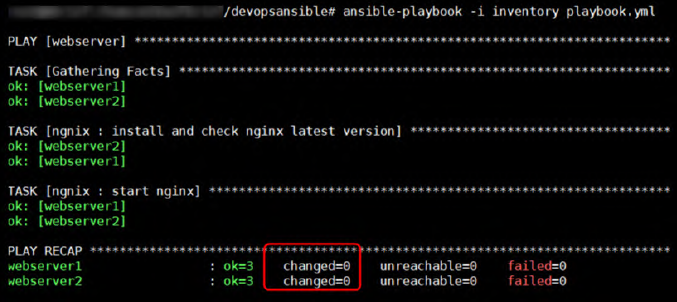 /devopsansible# ansible-playbook -i inventory playbook.yml
PLAY [webserver] *******************************************************************
TASK [Gathering Facts] *************************************************************
ok: [webserver1]
ok: [webserver2]
TASK [ngnix : install and check nginx latest version] ***********************************
ok: [webserver2]
ok: [webserver1]
TASK [ngnix : start nginx] **************************************************************
ok: [webserver1]
ok: [webserver2]
PLAY RECAP *************************************************************************
webserver1 : ok=3 changed=0 unreachable=0 failed=0
webserver2 : ok=3 changed=0 unreachable=0 failed=0